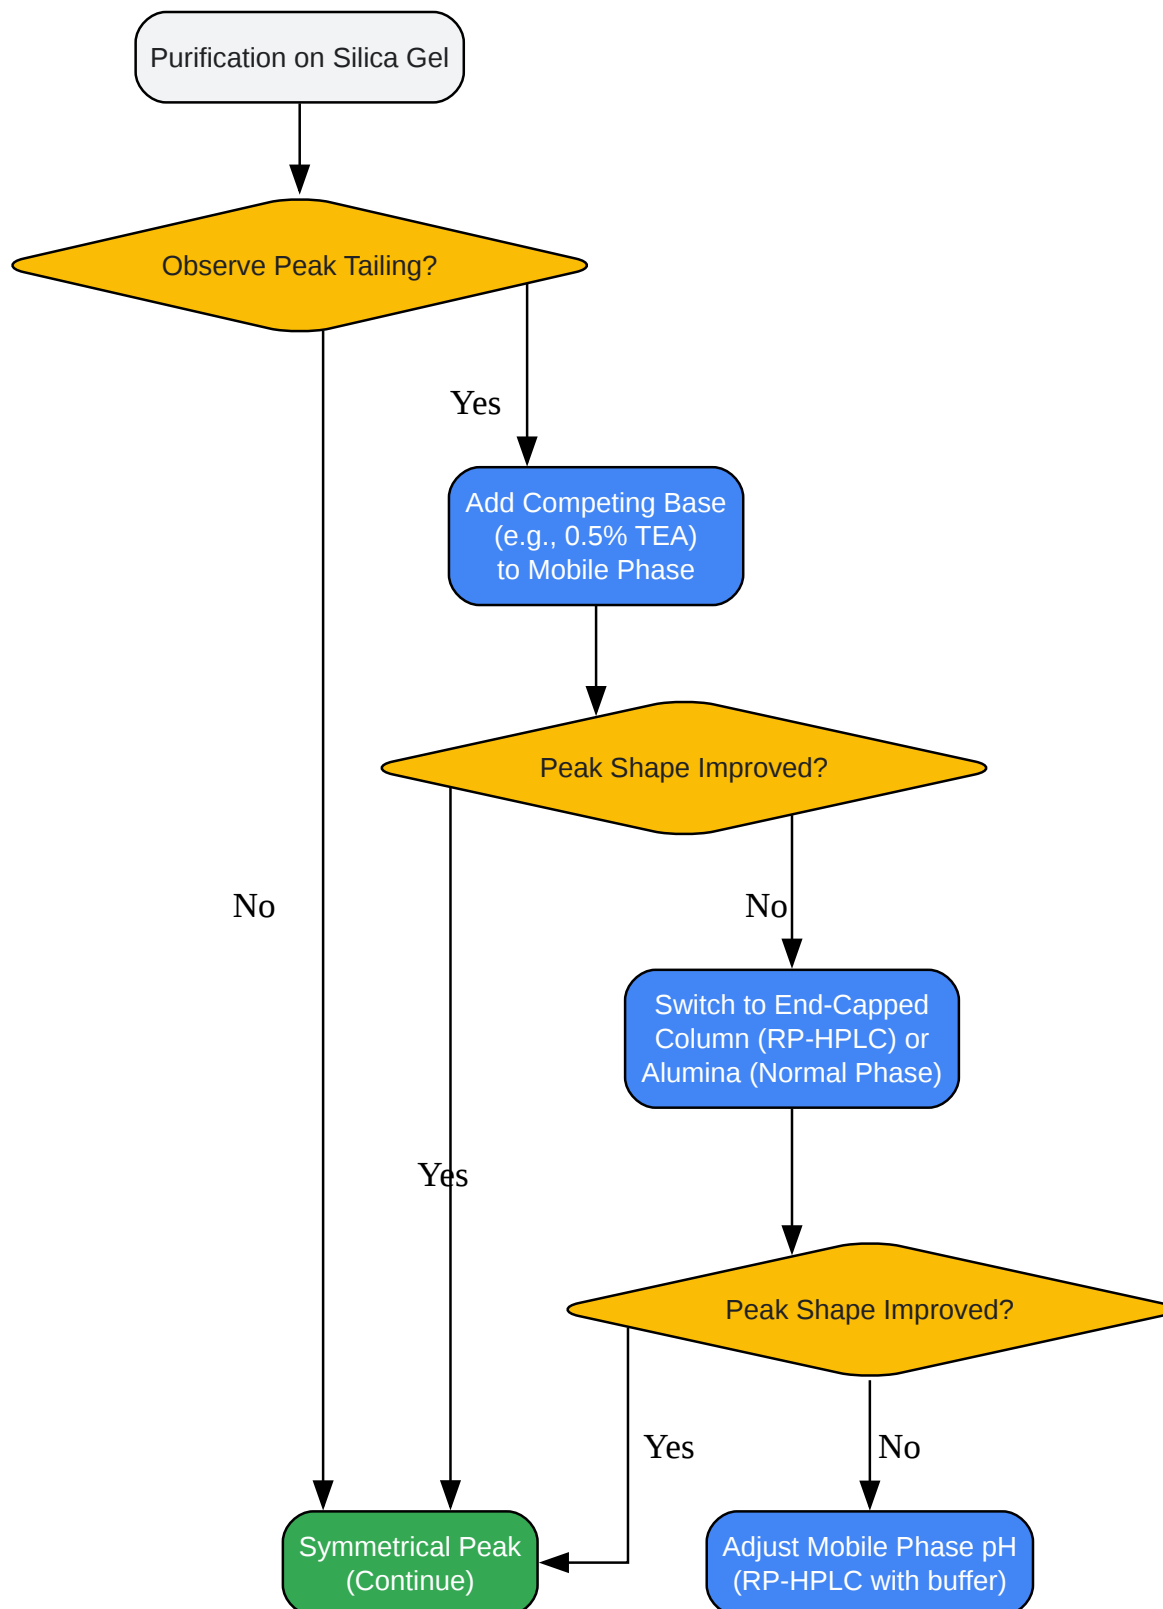 Purification on Silica Gel
Observe Peak Tailing?
Yes
Add Competing Base
(e.g., 0.5% TEA)
to Mobile Phase
Peak Shape Improved?
No
No
Switch to End-Capped
Column (RP-HPLC) or
Alumina (Normal Phase)
Yes
Peak Shape Improved?
Yes
No
Symmetrical Peak
(Continue)
Adjust Mobile Phase pH
(RP-HPLC with buffer)